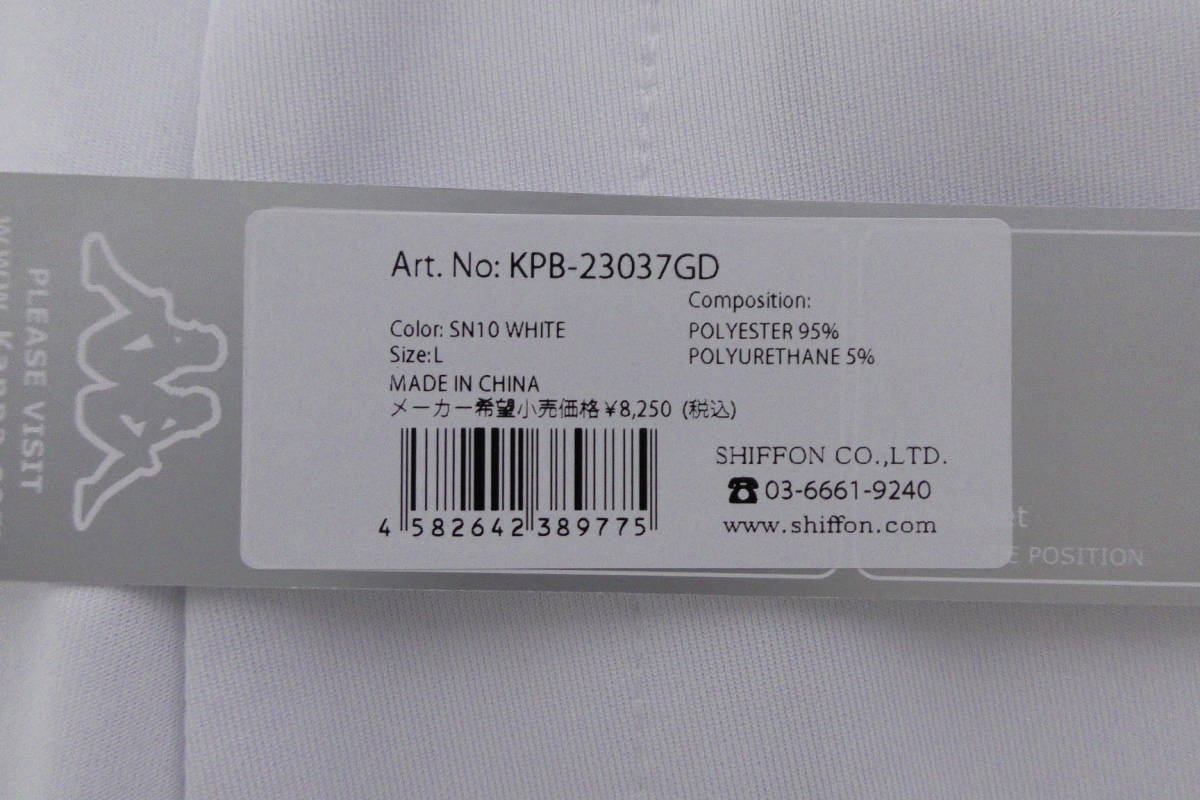 Art. No: KPB-23037GD
Color: SN10 WHITE
Size:L
MADE IN CHINA
メーカー希望小売価格¥8,250 (税込)
Composition:
POLYESTER 95%
POLYURETHANE 5%
4 582642 389775
SHIFFON CO.,LTD.
☎ 03-6661-9240
www.shiffon.com
PLEASE VISIT
POSITION